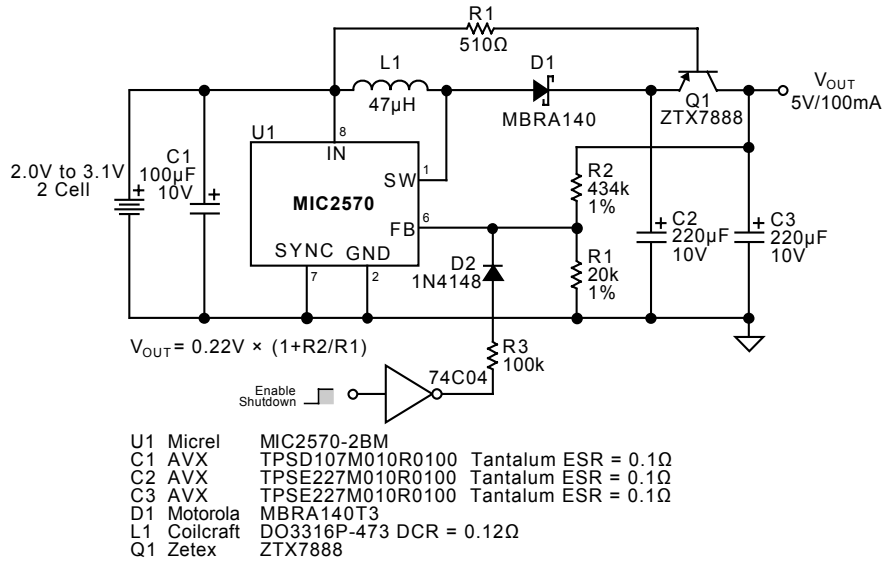 R1
510Ω
L1
47µH
D1
MBRA140
Q1
ZTX7888
VOUT
5V/100mA
U1
8
IN
1
SW
MIC2570
6
FB
SYNC
GND
7
2
2.0V to 3.1V
2 Cell
C1
100µF
10V
+
+
R2
434k
1%
R1
20k
1%
+
C2
220µF
10V
+
C3
220µF
10V
D2
1N4148
R3
100k
74C04
Enable
Shutdown
VOUT = 0.22V × (1+R2/R1)
U1 Micrel MIC2570-2BM
C1 AVX TPSD107M010R0100 Tantalum ESR = 0.1Ω
C2 AVX TPSE227M010R0100 Tantalum ESR = 0.1Ω
C3 AVX TPSE227M010R0100 Tantalum ESR = 0.1Ω
D1 Motorola MBRA140T3
L1 Coilcraft DO3316P-473 DCR = 0.12Ω
Q1 Zetex ZTX7888